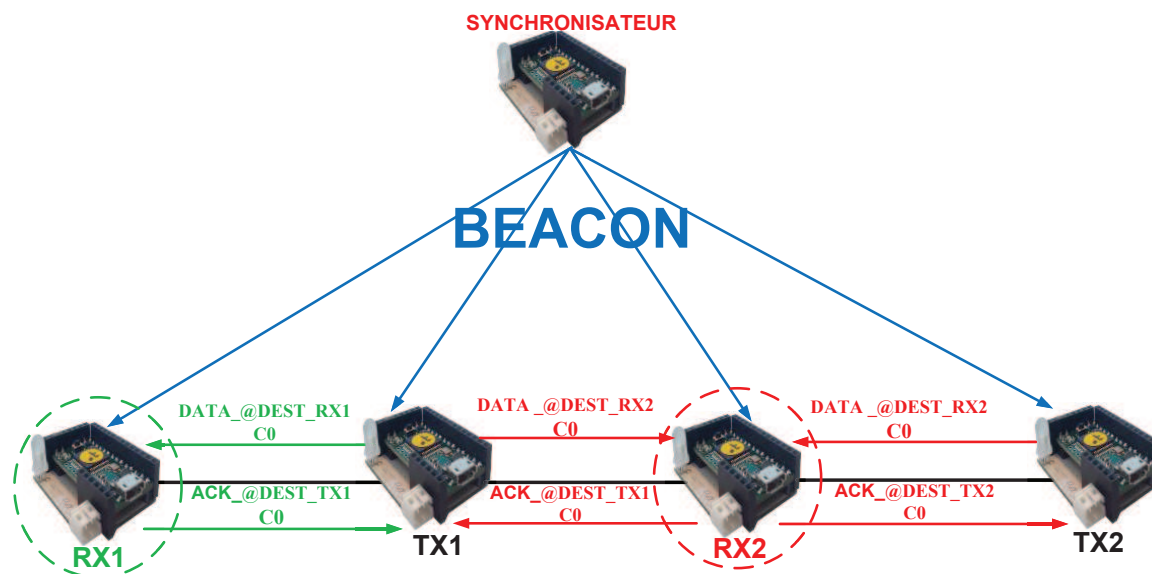 SYNCHRONISATEUR
BEACON
DATA_@DEST_RX1
C0
DATA _@DEST_RX2
C0
DATA _@DEST_RX2
C0
ACK_@DEST_TX1
C0
ACK_@DEST_TX1
C0
ACK_@DEST_TX2
C0
RX1
TX1
RX2
TX2